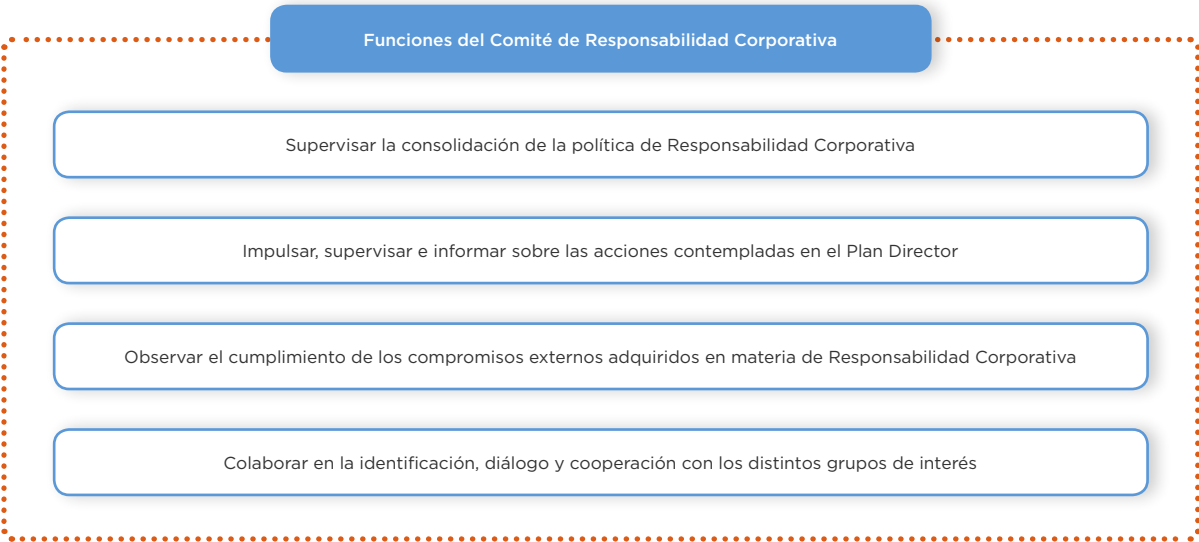 Funciones del Comité de Responsabilidad Corporativa
Supervisar la consolidación de la política de Responsabilidad Corporativa
Impulsar, supervisar e informar sobre las acciones contempladas en el Plan Director
Observar el cumplimiento de los compromisos externos adquiridos en materia de Responsabilidad Corporativa
Colaborar en la identificación, diálogo y cooperación con los distintos grupos de interés